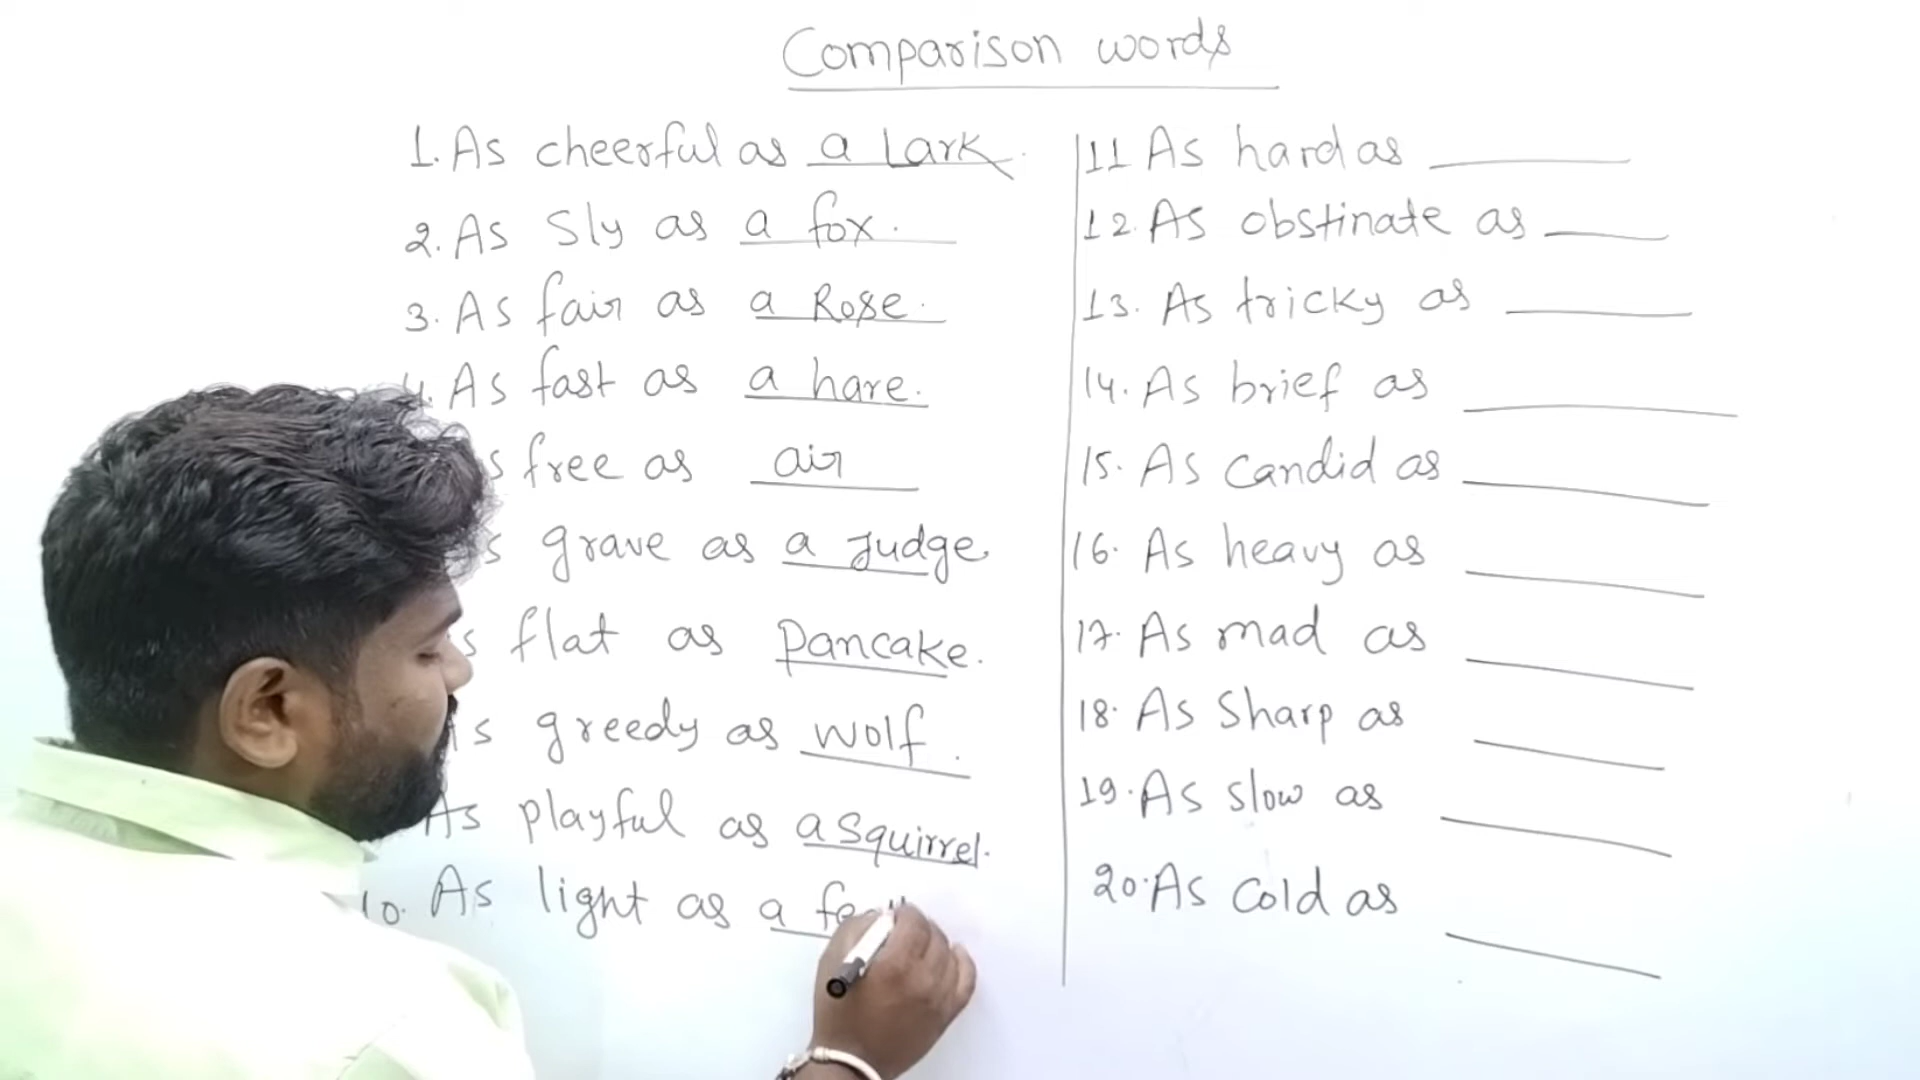 Comparison words
1. As cheerful as a Lark.
2. As Sly as a fox.
3. As fair as a Rose.
4. As fast as a hare.
s free as air
s grave as a Judge
s flat as Pancake.
As greedy as wolf.
As playful as a Squirrel.
10. As light as a
11 As hard as
12. As obstinate as
13. As tricky as
14. As brief as
15. As candid as
16. As heavy as
17. As mad as
18. As Sharp as
19. As slow as
20. As Cold as